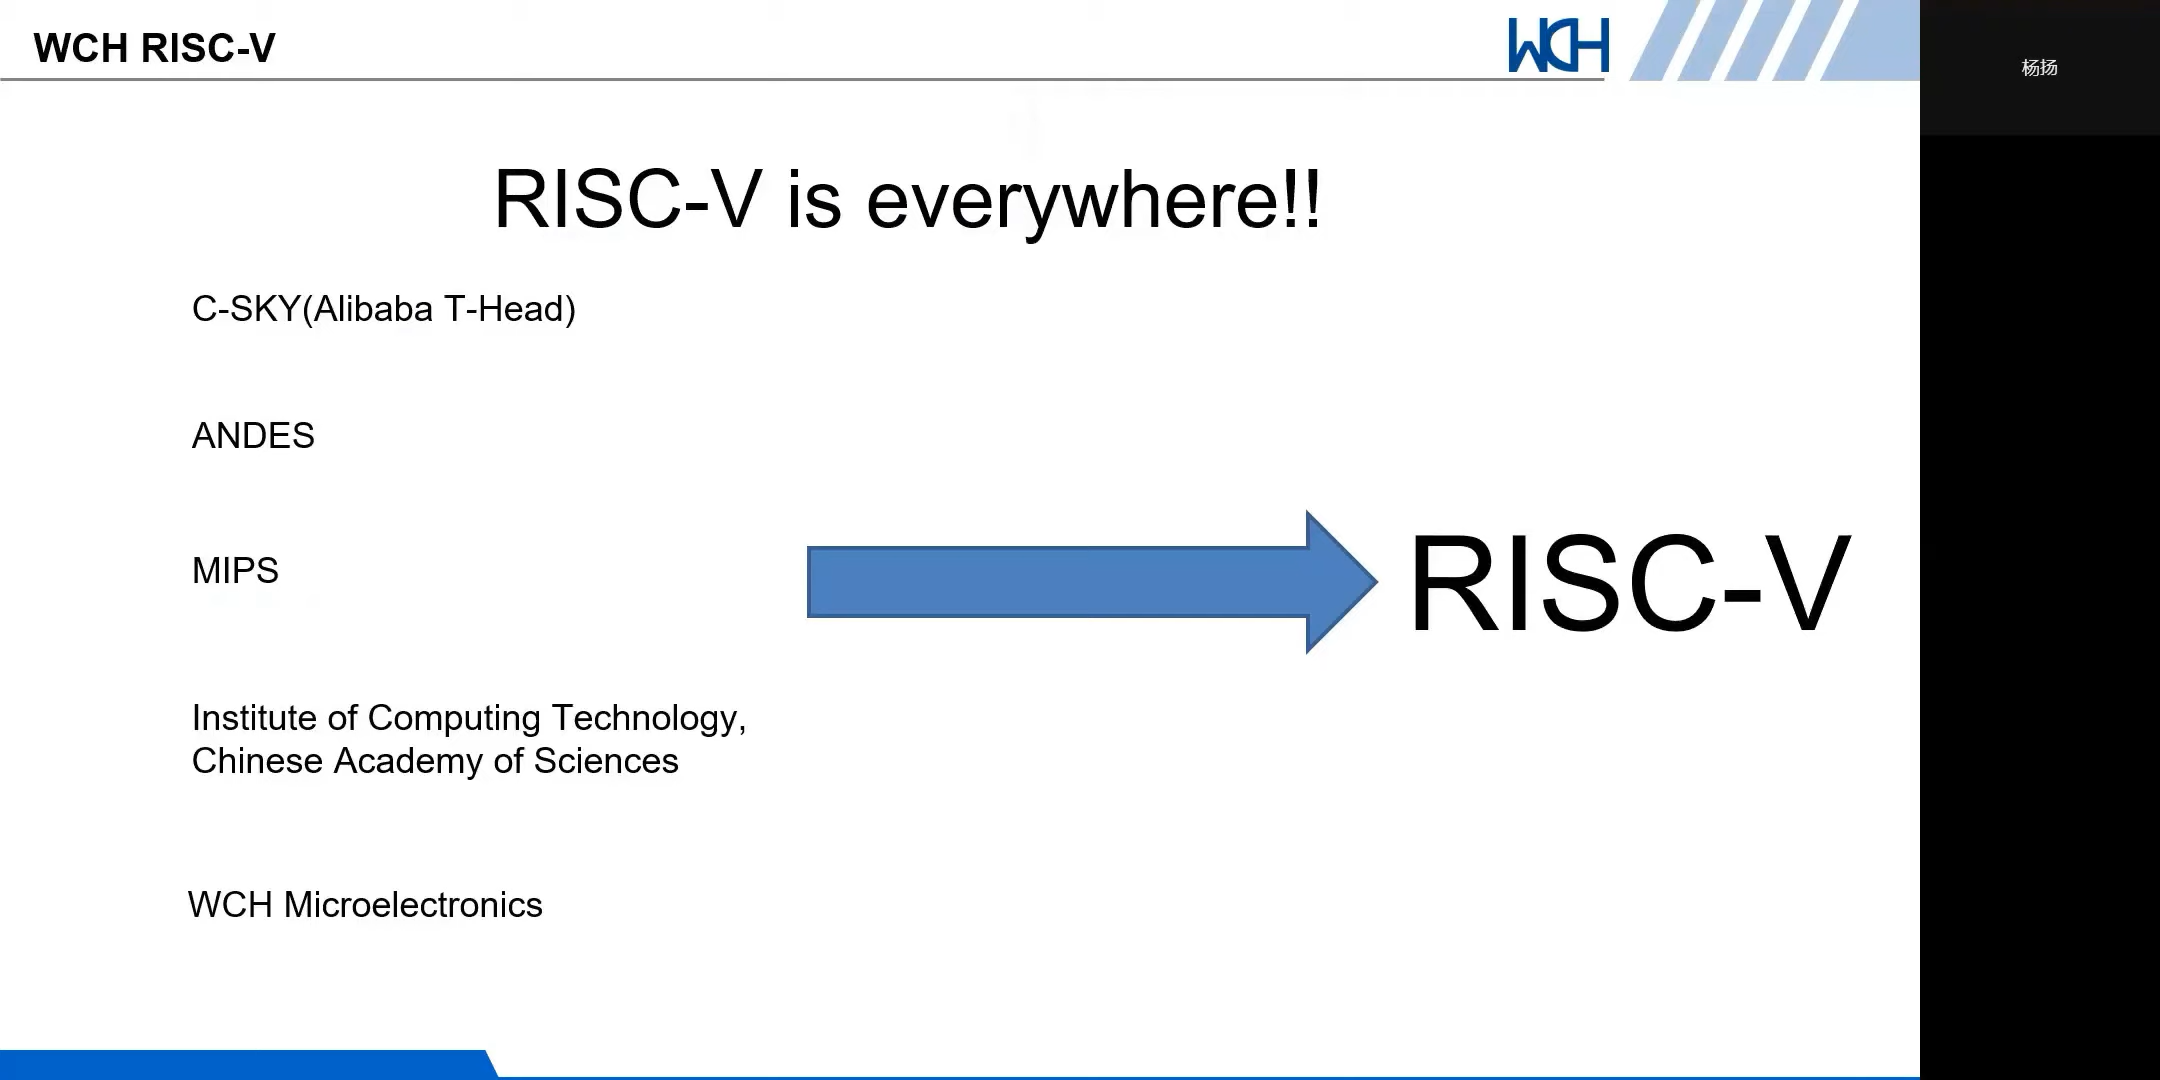 WCH RISC-V
WCH
杨扬
RISC-V is everywhere!!
C-SKY(Alibaba T-Head)
ANDES
MIPS
RISC-V
Institute of Computing Technology,
Chinese Academy of Sciences
WCH Microelectronics